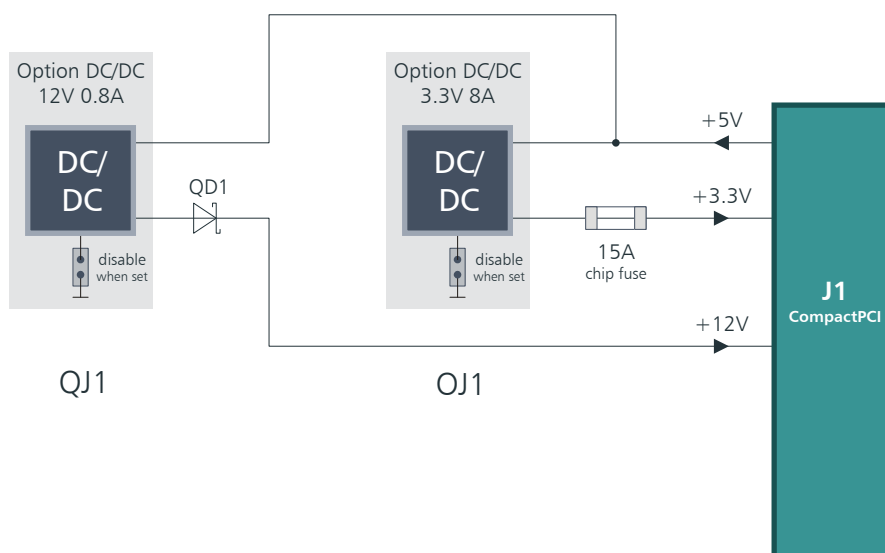 Option DC/DC
12V 0.8A
DC/
DC
QD1
disable
when set
QJ1
Option DC/DC
3.3V 8A
DC/
DC
disable
when set
OJ1
15A
chip fuse
+5V
+3.3V
+12V
J1
CompactPCI